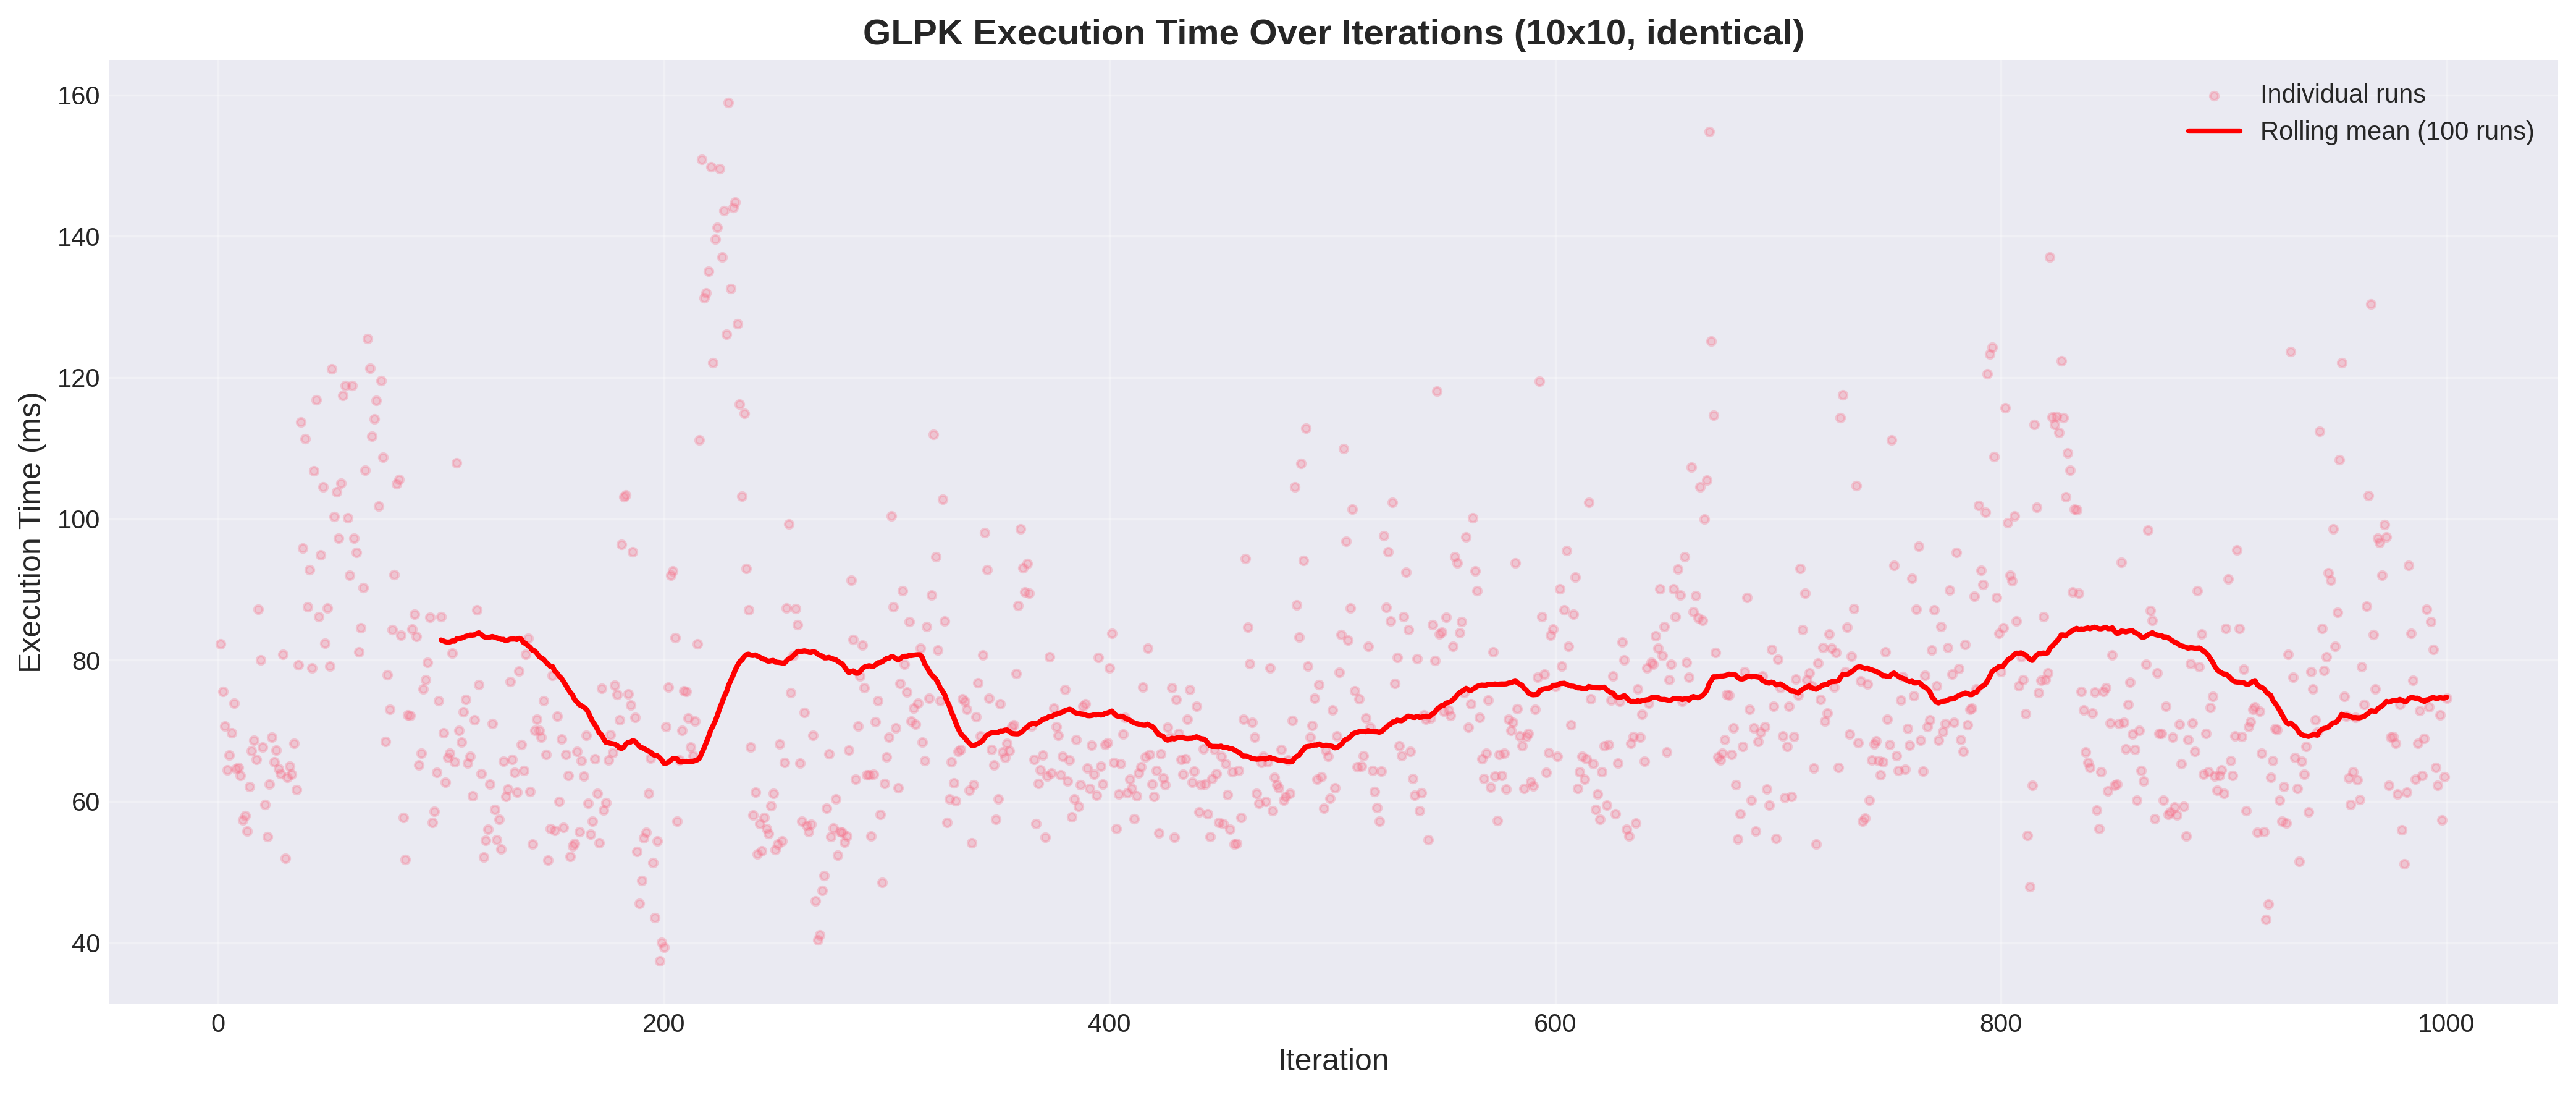 GLPK Execution Time Over Iterations (10x10, identical)
Individual runs
Rolling mean (100 runs)
Execution Time (ms)
160
140
120
100
80
60
40
0
200
400
600
800
1000
Iteration